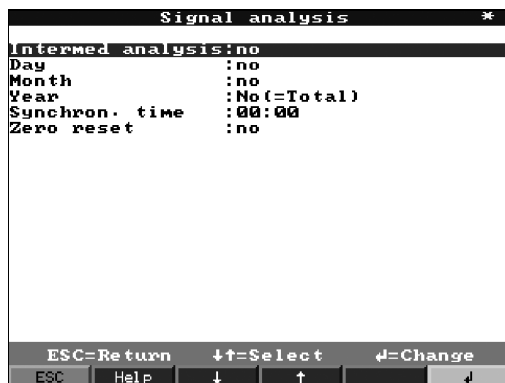 Signal analysis *
Intermed analysis:no
Day :no
Month :no
Year :No(=Total)
Synchron. time :00:00
Zero reset :no
ESC=Return ↓↑=Select ↵=Change
ESC Help ↓ ↑ ↵